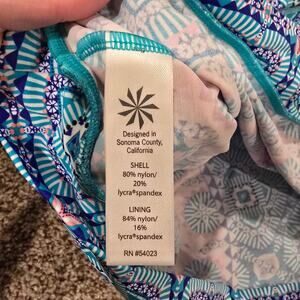 Designed in
Sonoma County,
California
SHELL
80% nylon/
20%
lycra®spandex
LINING
84% nylon/
16%
lycra®spandex
RN #54023